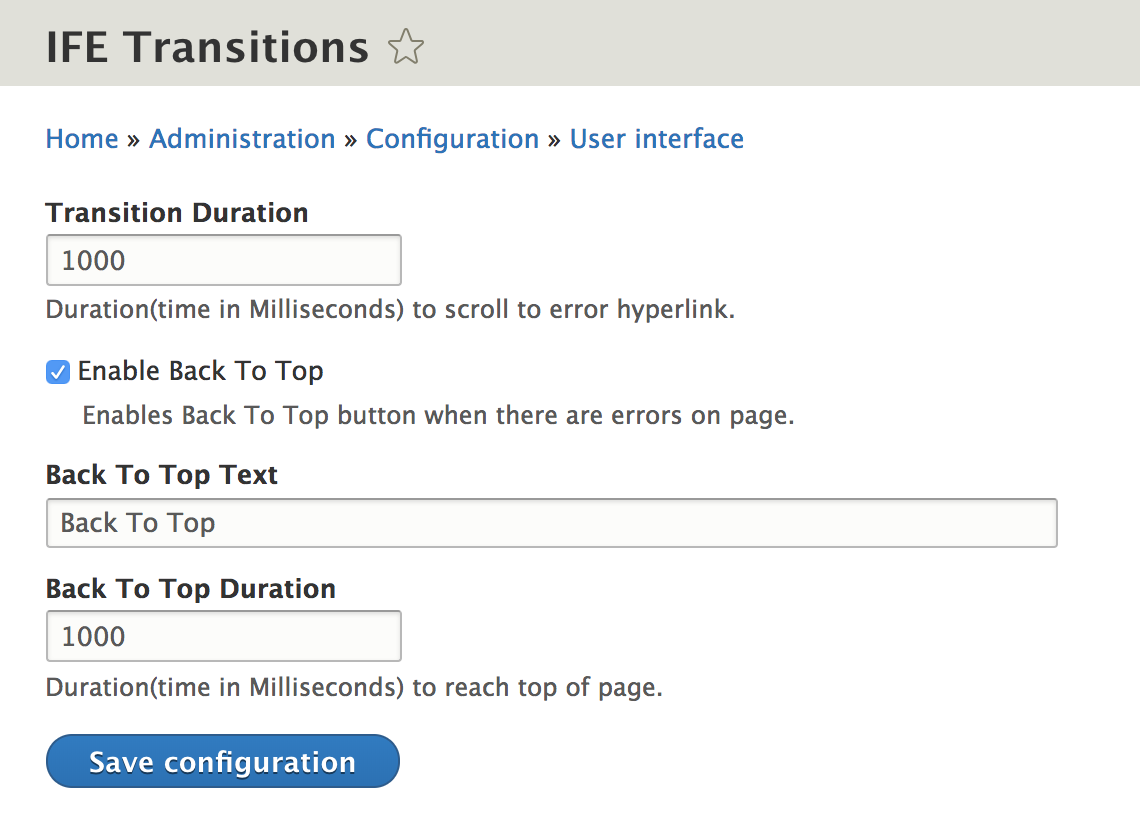 IFE Transitions
Home » Administration » Configuration » User interface
Transition Duration
1000
Duration(time in Milliseconds) to scroll to error hyperlink.
Enable Back To Top
Enables Back To Top button when there are errors on page.
Back To Top Text
Back To Top
Back To Top Duration
1000
Duration(time in Milliseconds) to reach top of page.
Save configuration